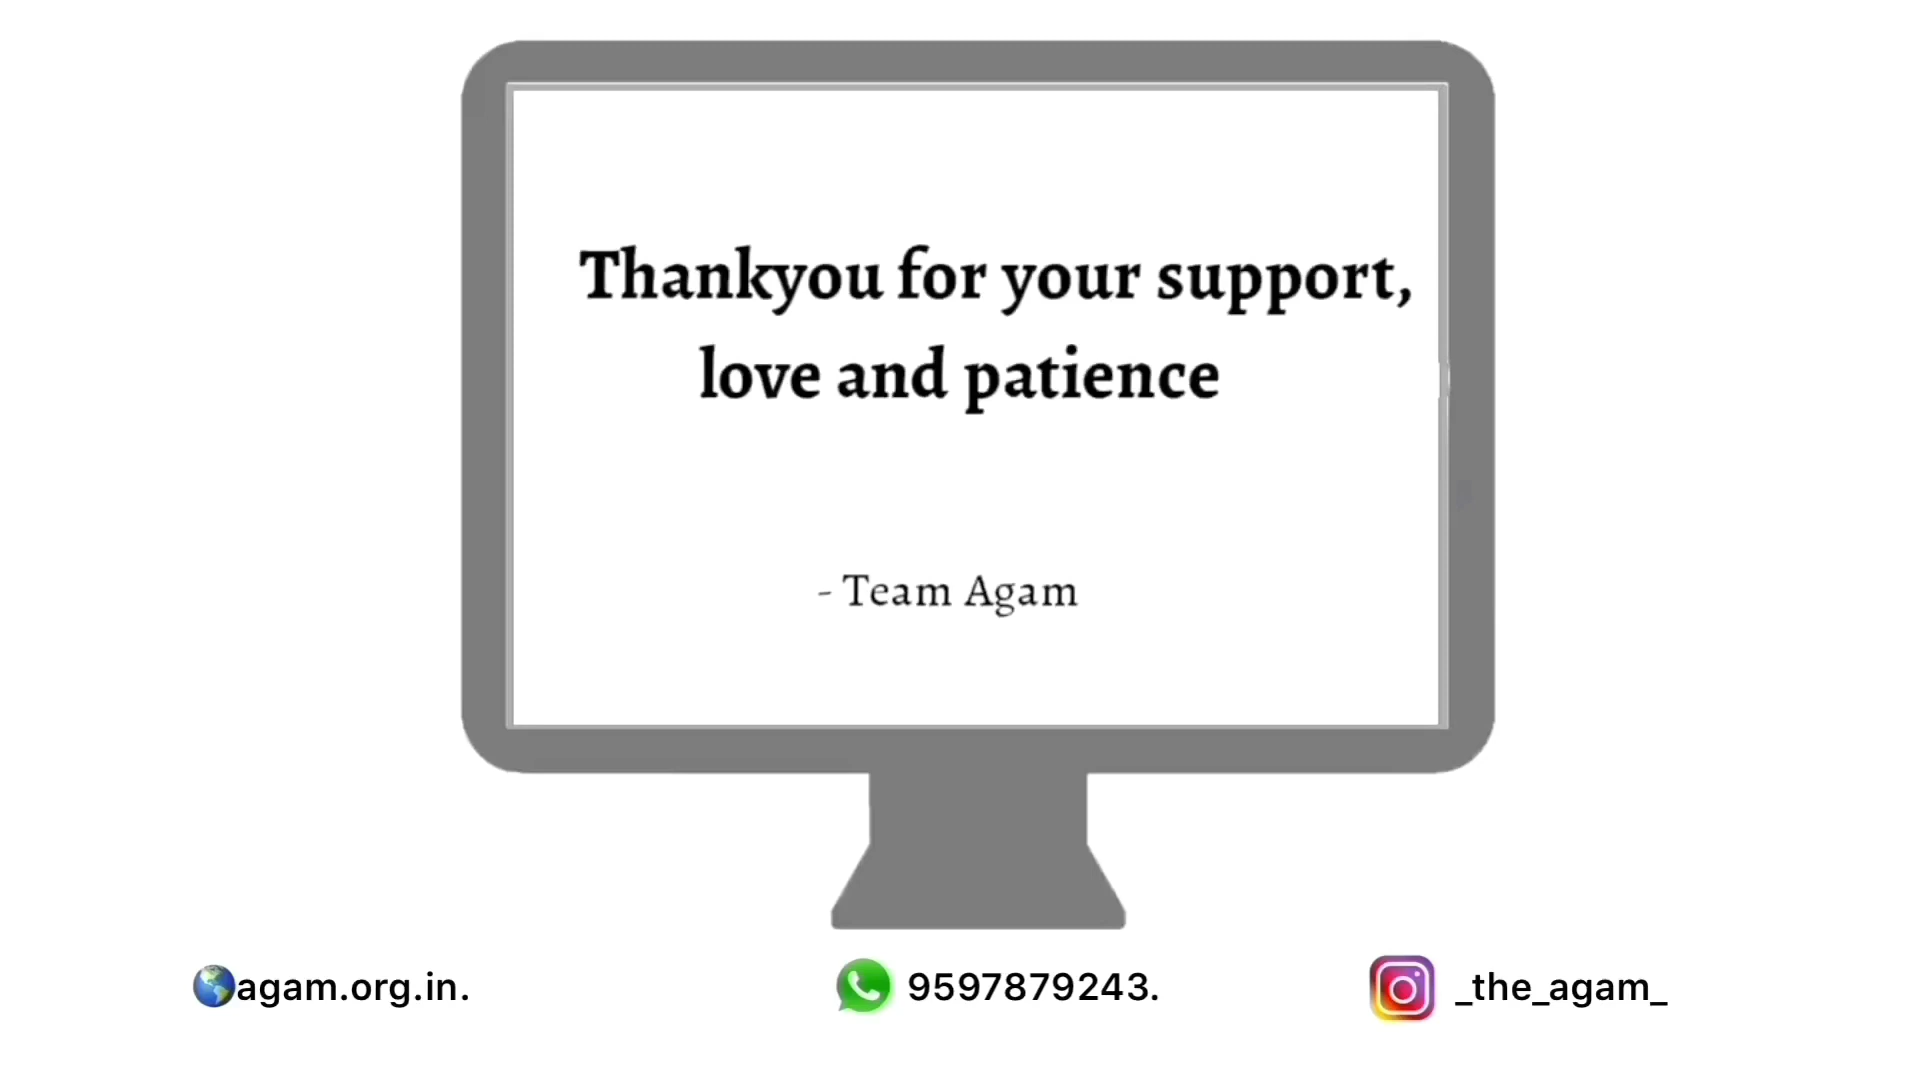 Thankyou for your support,
love and patience
- Team Agam
agam.org.in.
9597879243.
_the_agam_